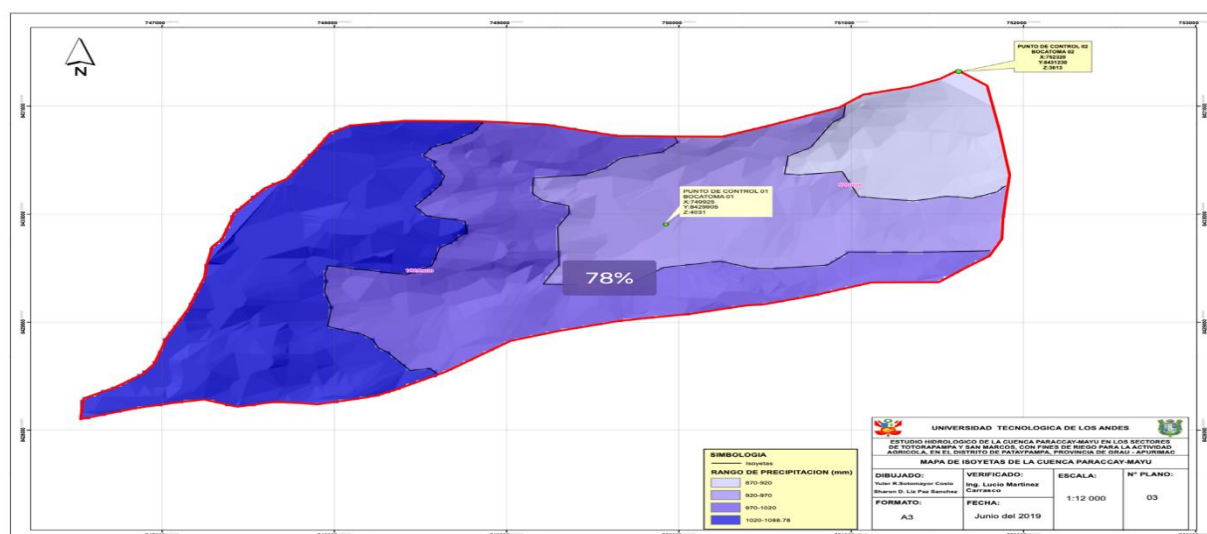 747000
749000
751000
752000
753000
PUNTO DE CONTROL 02
BOCATOMA 02
X:752320
Y:8431230
Z:3613
N
PUNTO DE CONTROL 01
BOCATOMA 01
X:749925
Y:8429905
Z:4031
78%
SIMBOLOGIA
Isoyetas
RANGO DE PRECIPITACION (mm)
870-920
920-970
970-1020
1020-1088.78
UNIVERSIDAD TECNOLOGICA DE LOS ANDES
ESTUDIO HIDROLOGICO DE LA CUENCA PARACCAY-MAYU EN LOS SECTORES
DE TOTORAPAMPA Y SAN MARCOS, CON FINES DE RIEGO PARA LA ACTIVIDAD
AGRICOLA, EN EL DISTRITO DE PATAYPAMPA, PROVINCIA DE GRAU - APURIMAC
MAPA DE ISOYETAS DE LA CUENCA PARACCAY-MAYU
DIBUJADO:
Yuler R.Sotomayor Cosio
Sharon D. Liz Paz Sanchez
VERIFICADO:
Ing. Lucio Martinez
Carrasco
ESCALA:
1:12 000
N° PLANO:
03
FORMATO:
A3
FECHA:
Junio del 2019